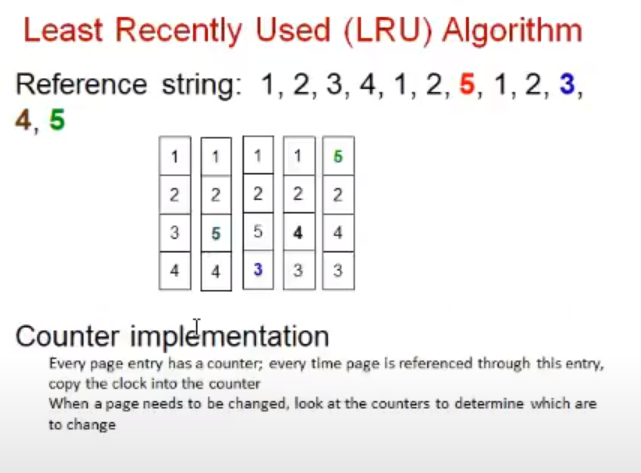 Least Recently Used (LRU) Algorithm
Reference string: 1, 2, 3, 4, 1, 2, 5, 1, 2, 3,
4, 5
1 1 1 1 5
2 2 2 2 2
3 5 5 4 4
4 4 3 3 3
Counter implementation
Every page entry has a counter; every time page is referenced through this entry,
copy the clock into the counter
When a page needs to be changed, look at the counters to determine which are
to change